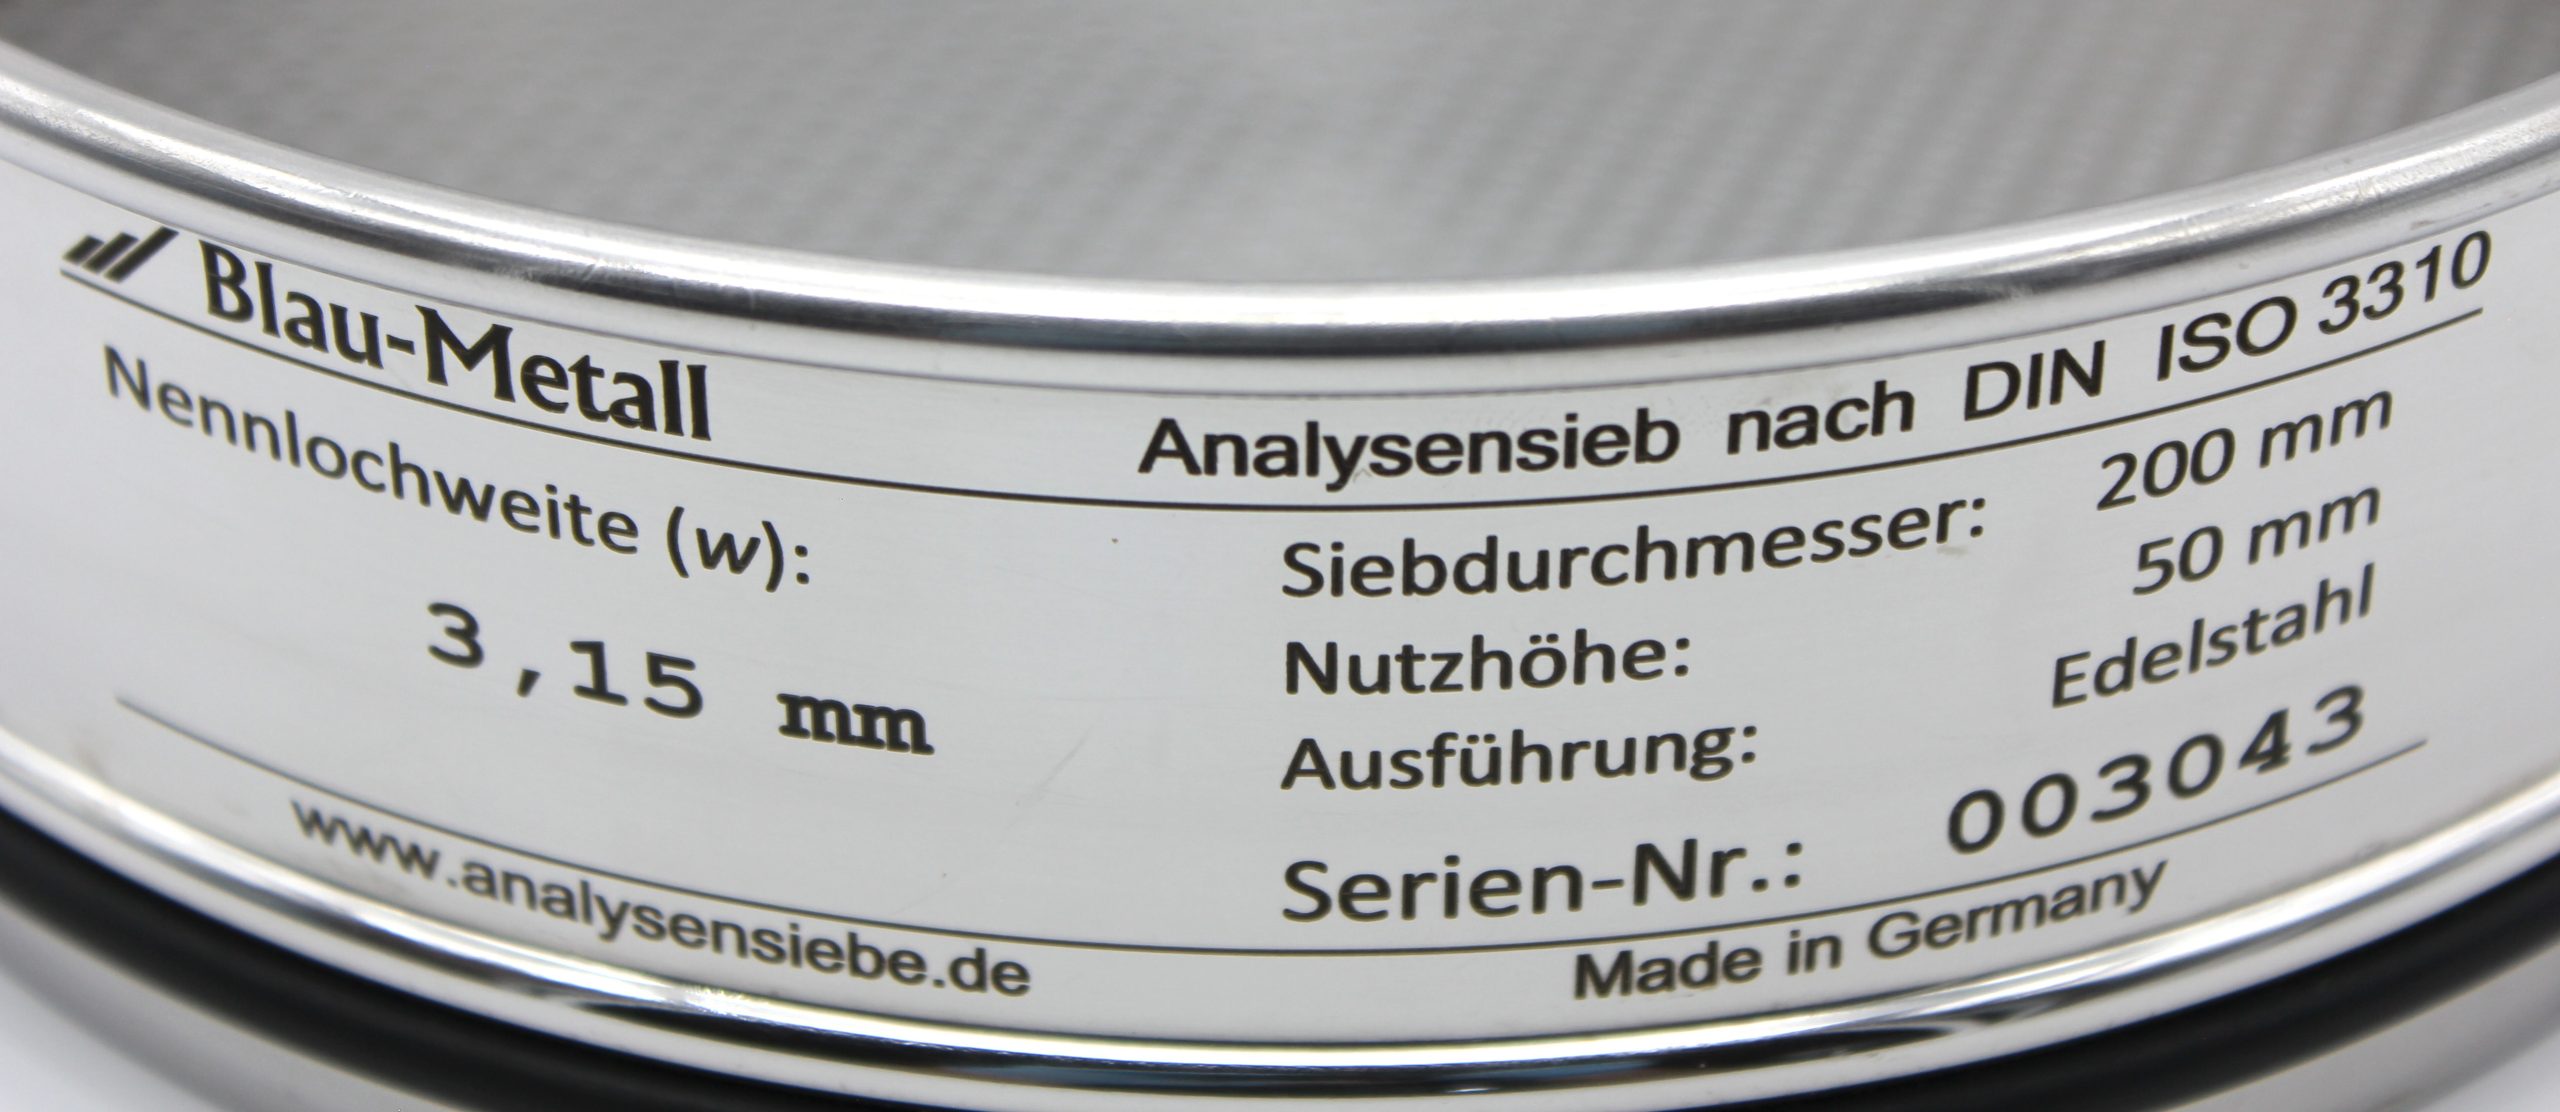 Blau-Metall
Analysensieb nach DIN ISO 3310
Nennlochweite (w):
3,15 mm
Siebdurchmesser: 200 mm
Nutzhöhe: 50 mm
Ausführung: Edelstahl
Serien-Nr.: 003043
www.analysensiebe.de
Made in Germany